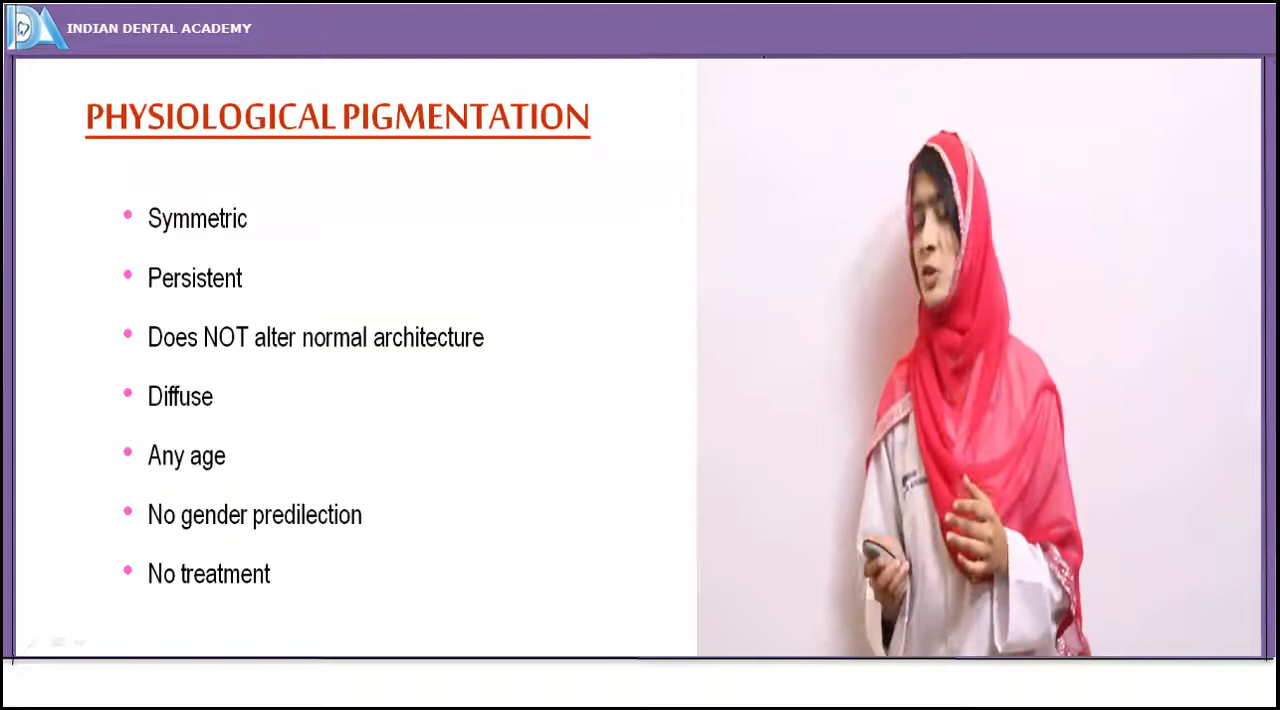 INDIAN DENTAL ACADEMY
PHYSIOLOGICAL PIGMENTATION
• Symmetric
• Persistent
• Does NOT alter normal architecture
• Diffuse
• Any age
• No gender predilection
• No treatment